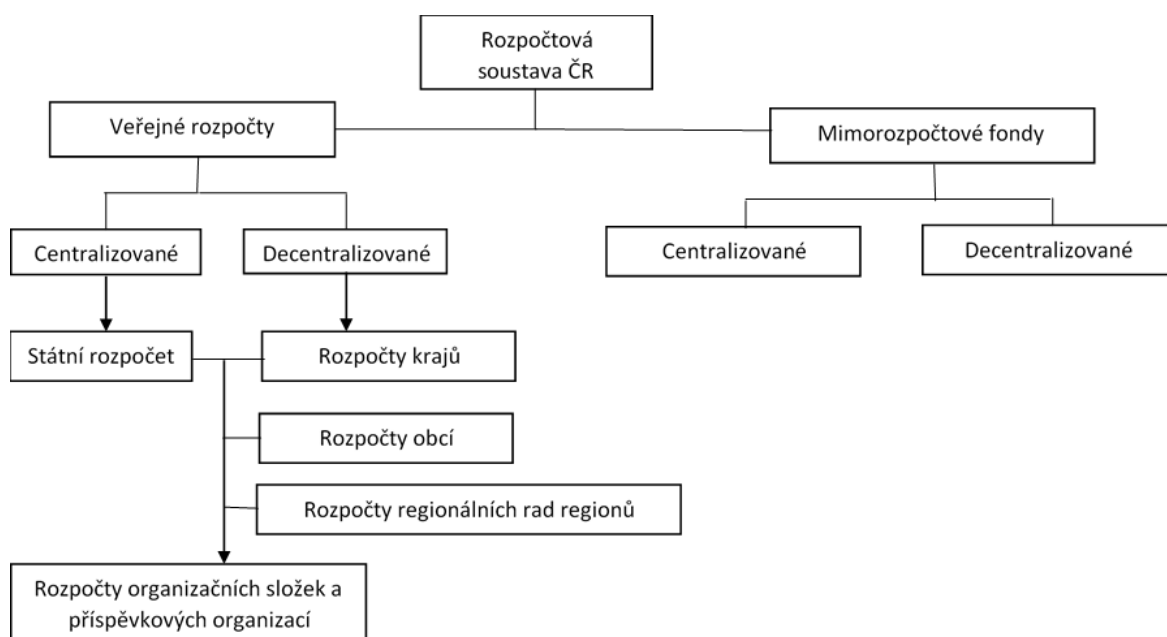 Rozpočtová
soustava ČR
Veřejné rozpočty
Mimorozpočtové fondy
Centralizované
Decentralizované
Centralizované
Decentralizované
Státní rozpočet
Rozpočty krajů
Rozpočty obcí
Rozpočty regionálních rad regionů
Rozpočty organizačních složek a
příspěvkových organizací